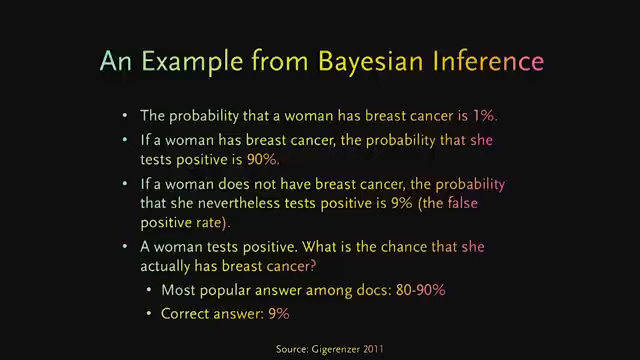 An Example from Bayesian Inference
• The probability that a woman has breast cancer is 1%.
• If a woman has breast cancer, the probability that she
tests positive is 90%.
• If a woman does not have breast cancer, the probability
that she nevertheless tests positive is 9% (the false
positive rate).
• A woman tests positive. What is the chance that she
actually has breast cancer?
• Most popular answer among docs: 80-90%
• Correct answer: 9%
Source: Gigerenzer 2011